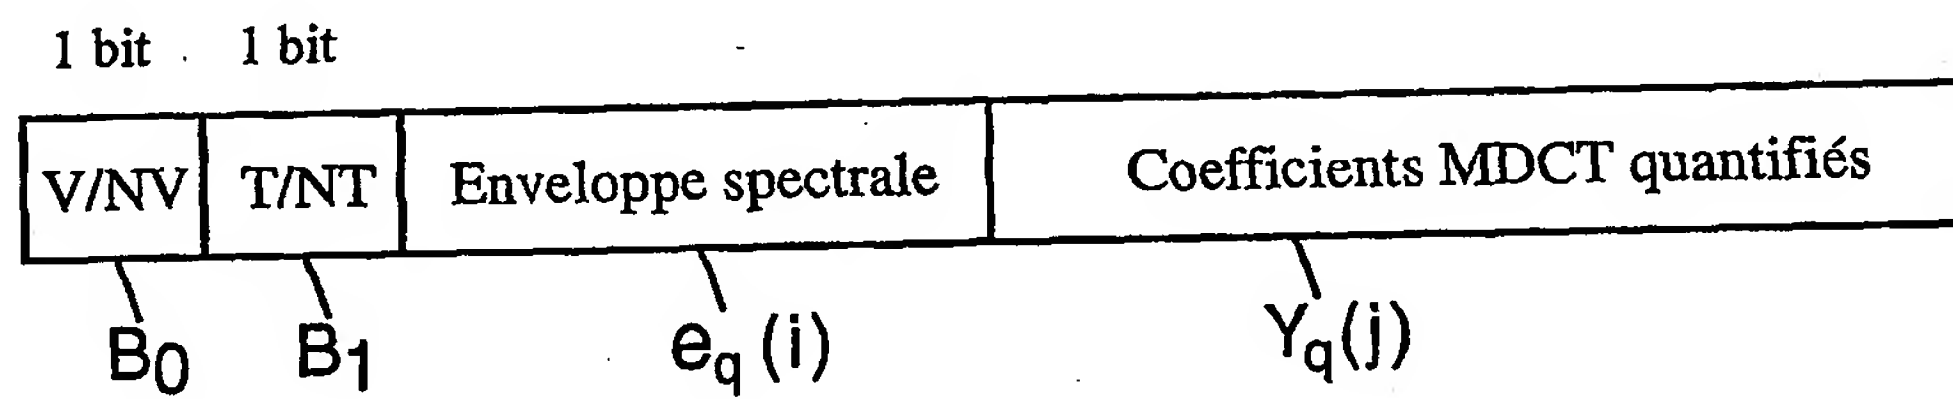 1 bit 1 bit
V/NV T/NT Enveloppe spectrale Coefficients MDCT quantifiés
B0 B1 eq (i) Yq(j)